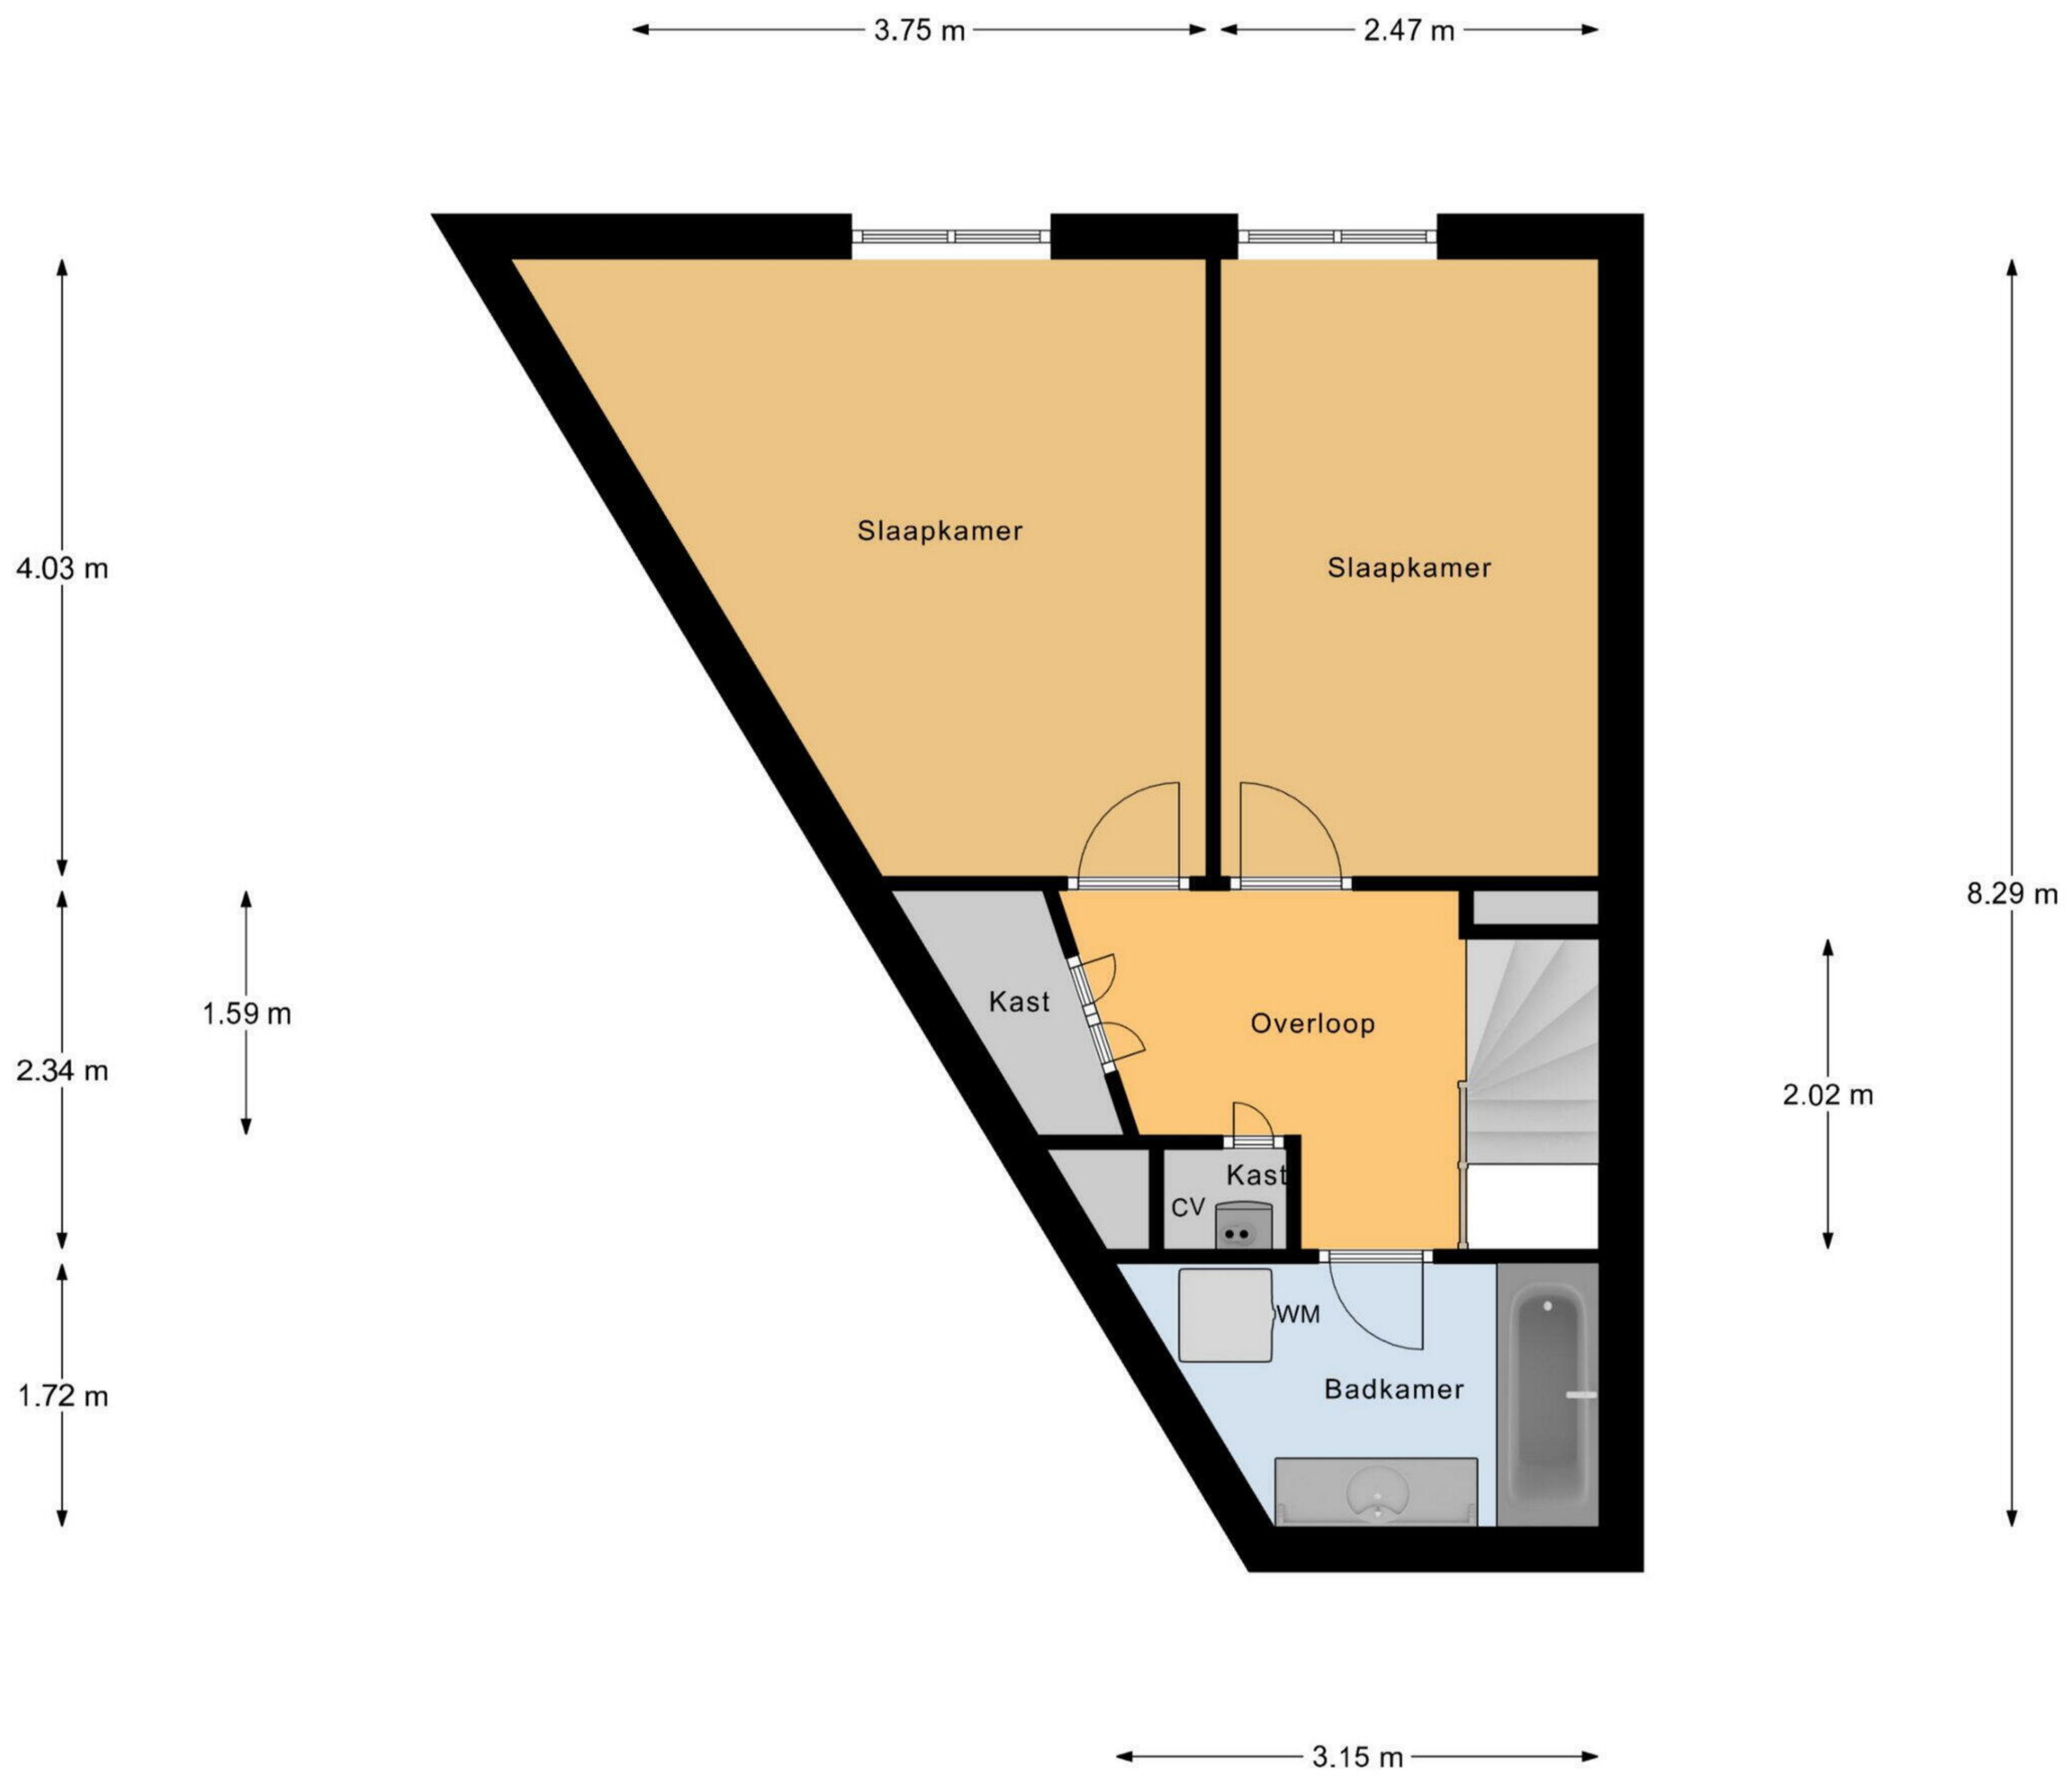 3.75 m
2.47 m
Slaapkamer
Slaapkamer
4.03 m
8.29 m
Kast
1.59 m
Overloop
2.34 m
2.02 m
Kast
CV
WM
Badkamer
1.72 m
3.15 m